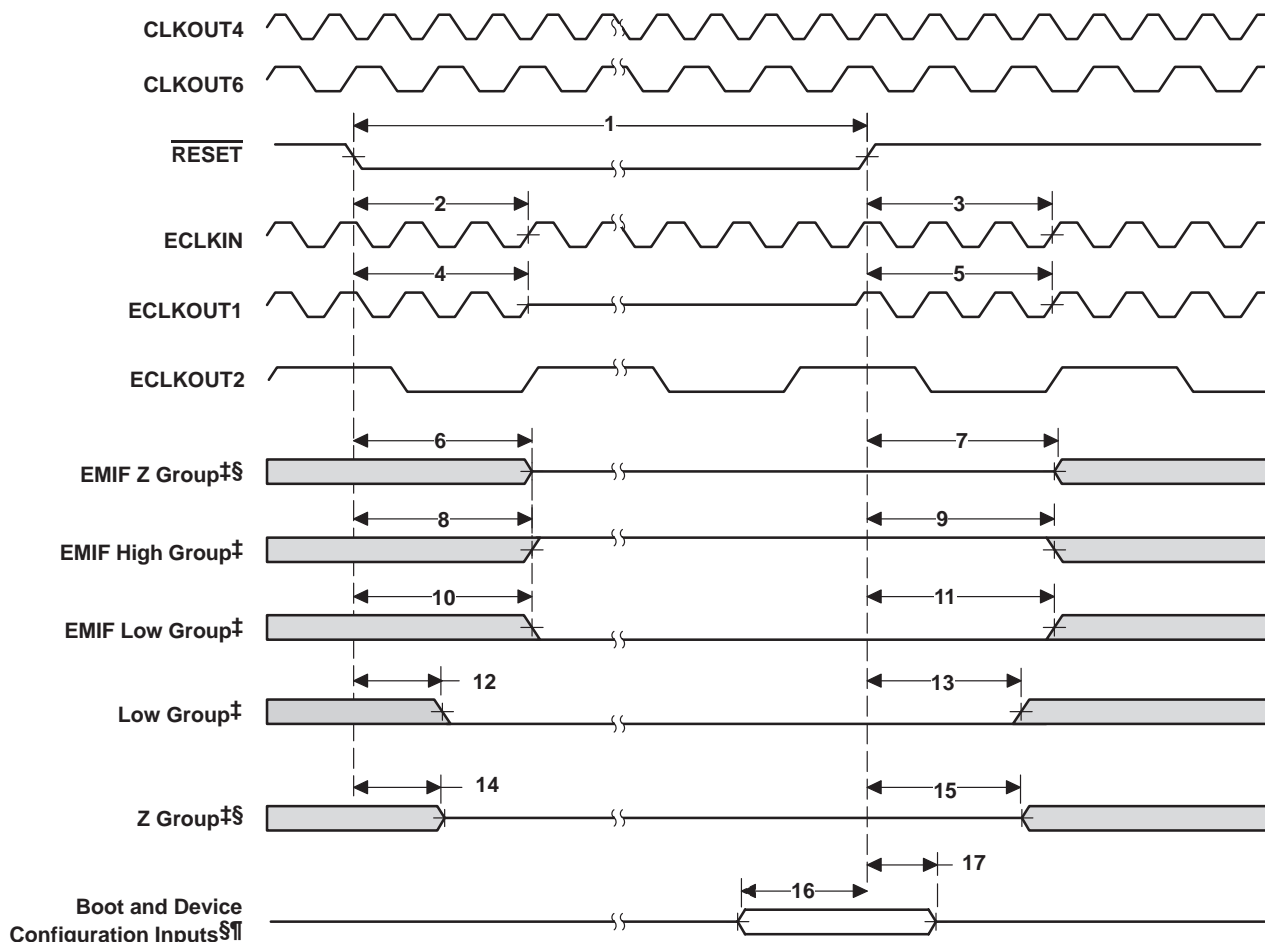 CLKOUT4
CLKOUT6
1
RESET
2
3
ECLKIN
4
5
ECLKOUT1
ECLKOUT2
6
7
EMIF Z Group‡§
8
9
EMIF High Group‡
10
11
EMIF Low Group‡
12
13
Low Group‡
14
15
Z Group‡§
17
16
Boot and Device
Configuration Inputs§¶